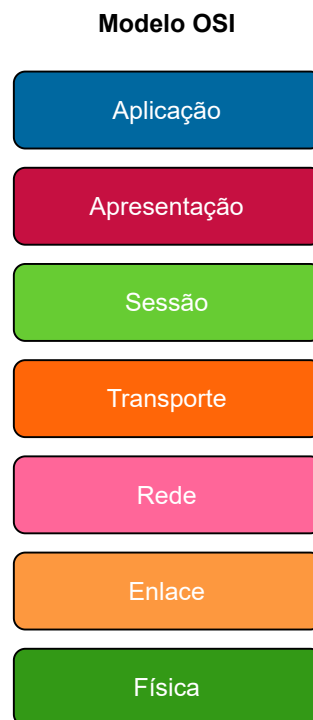 Modelo OSI
Aplicação
Apresentação
Sessão
Transporte
Rede
Enlace
Física